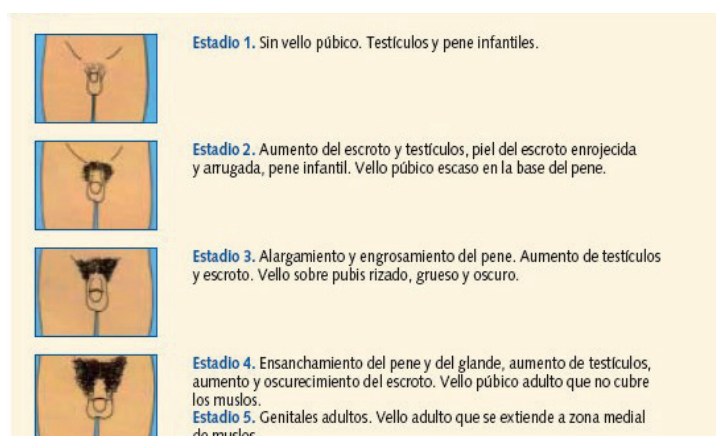 Estadio 1. Sin vello púbico. Testículos y pene infantiles.
Estadio 2. Aumento del escroto y testículos, piel del escroto enrojecida
y arrugada, pene infantil. Vello púbico escaso en la base del pene.
Estadio 3. Alargamiento y engrosamiento del pene. Aumento de testículos
y escroto. Vello sobre pubis rizado, grueso y oscuro.
Estadio 4. Ensanchamiento del pene y del glande, aumento de testículos,
aumento y oscurecimiento del escroto. Vello púbico adulto que no cubre
los muslos.
Estadio 5. Genitales adultos. Vello adulto que se extiende a zona medial
de muslos